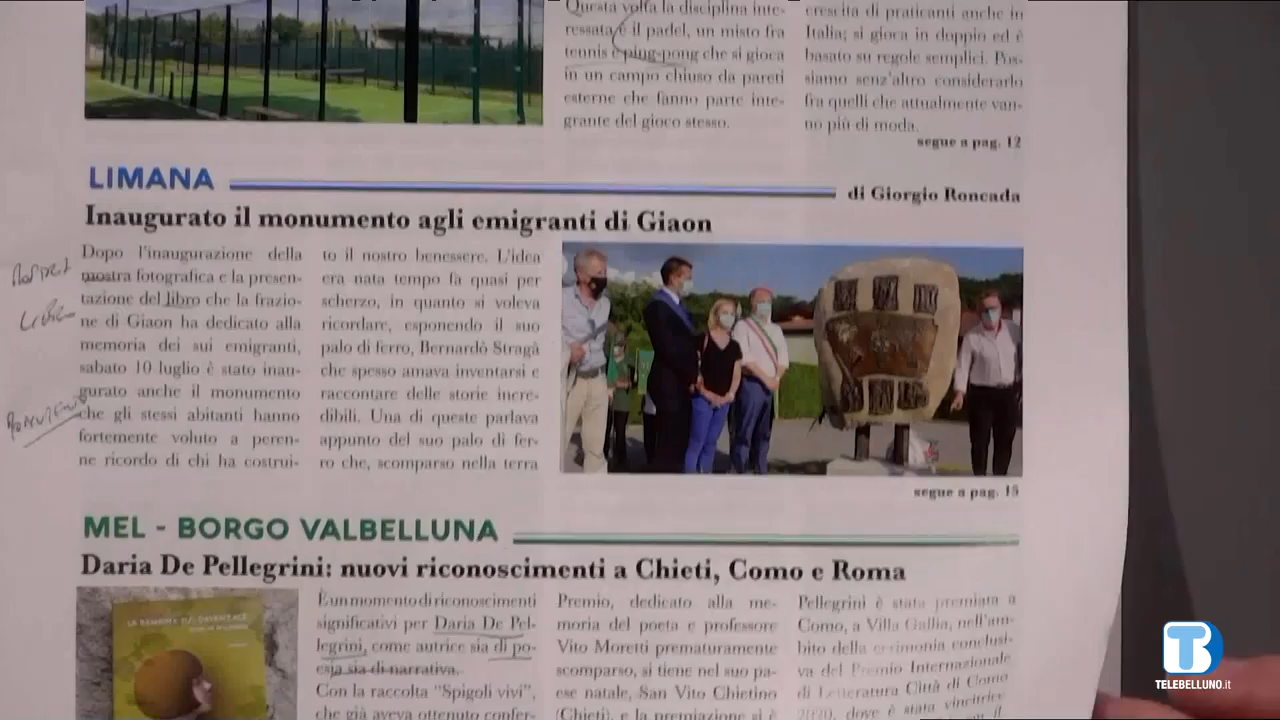 Questa volta la disciplina inte-
ressata è il padel, un misto fra
tennis e ping-pong che si gioca
in un campo chiuso da pareti
esterne che fanno parte inte-
grante del gioco stesso.
crescita di praticanti anche in
Italia; si gioca in doppio ed è
basato su regole semplici. Pos-
siamo senz'altro considerarlo
fra quelli che attualmente van-
no più di moda.
segue a pag. 12
LIMANA
di Giorgio Roncada
Inaugurato il monumento agli emigranti di Giaon
Dopo l'inaugurazione della
mostra fotografica e la presen-
tazione del libro che la frazio-
ne di Giaon ha dedicato alla
memoria dei sui emigranti,
sabato 10 luglio è stato inau-
gurato anche il monumento
che gli stessi abitanti hanno
fortemente voluto a peren-
ne ricordo di chi ha costrui-
to il nostro benessere. L'idea
era nata tempo fa quasi per
scherzo, in quanto si voleva
ricordare, esponendo il suo
palo di ferro, Bernardo Stragà
che spesso amava inventarsi e
raccontare delle storie incre-
dibili. Una di queste parlava
appunto del suo palo di fer-
ro che, scomparso nella terra
segue a pag. 15
MEL - BORGO VALBELLUNA
Daria De Pellegrini: nuovi riconoscimenti a Chieti, Como e Roma
È un momento di riconoscimenti
significativi per Daria De Pel-
legrini, come autrice sia di po-
esia sia di narrativa.
Con la raccolta "Spigoli vivi",
che già aveva ottenuto confer-
Premio, dedicato alla me-
moria del poeta e professore
Vito Moretti prematuramente
scomparso, si tiene nel suo pa-
ese natale, San Vito Chietino
(Chieti), e la premiazione si è
Pellegrini è stata premiata a
Como, a Villa Gallia, nell'am-
bito della cerimonia conclusi-
va del Premio Internazionale
di Letteratura Città di Como
2020, dove è stata vincitrice
TELEBELLUNO.it